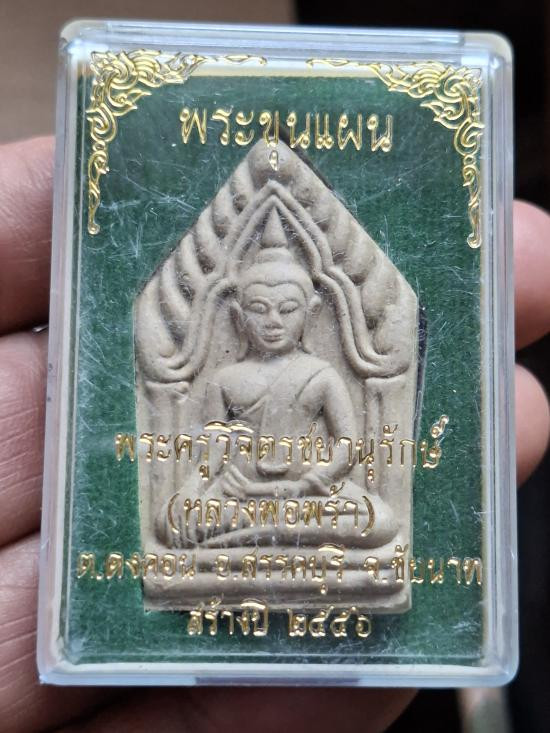 พระขุนแผน
พระครูวิจิตรชยานุรักษ์
(หลวงพ่อพร้า)
ต.ดงคอน อ.สรรคบุรี จ.ชัยนาท
สร้างปี ๒๕๕๖